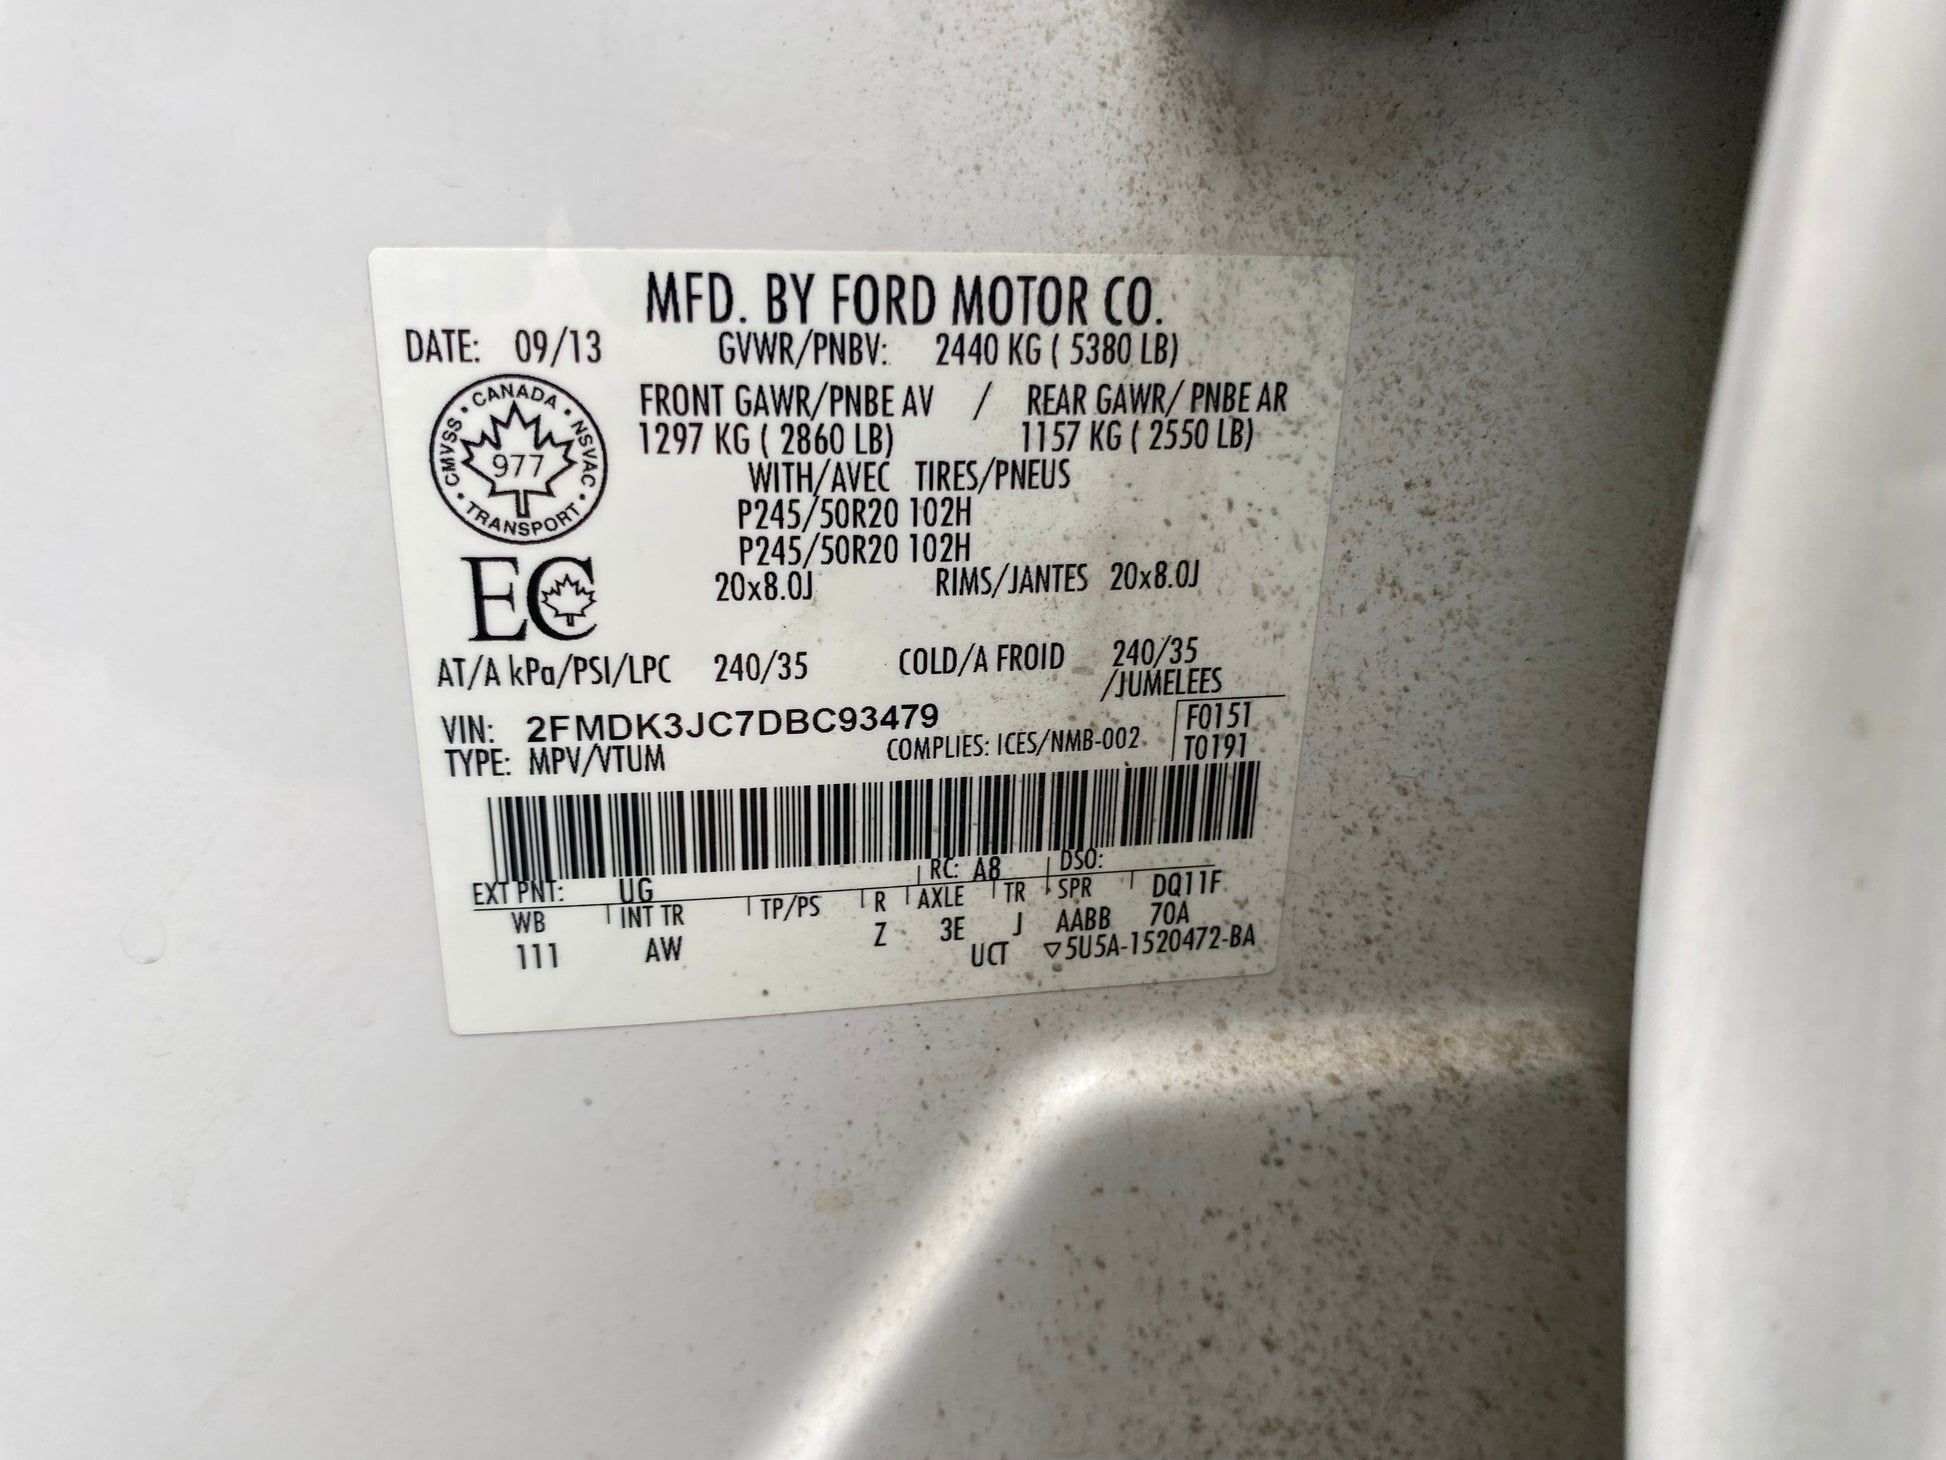 MFD. BY FORD MOTOR CO.
DATE: 09/13 GVWR/PNBV: 2440 KG ( 5380 LB)
CANADA
CMVSS
NSVAC
TRANSPORT
977
FRONT GAWR/PNBE AV / REAR GAWR/ PNBE AR
1297 KG ( 2860 LB) 1157 KG ( 2550 LB)
WITH/AVEC TIRES/PNEUS
P245/50R20 102H
P245/50R20 102H
EC
20x8.0J RIMS/JANTES 20x8.0J
AT/A kPa/PSI/LPC 240/35 COLD/A FROID 240/35
/JUMELEES
VIN: 2FMDK3JC7DBC93479 F0151
TYPE: MPV/VTUM COMPLIES: ICES/NMB-002 T0191
EXT PNT: UG RC: A8 DSO:
WB INT TR TP/PS R AXLE TR SPR DQ11F
111 AW Z 3E J AABB 70A
UCT ▽5U5A-1520472-BA